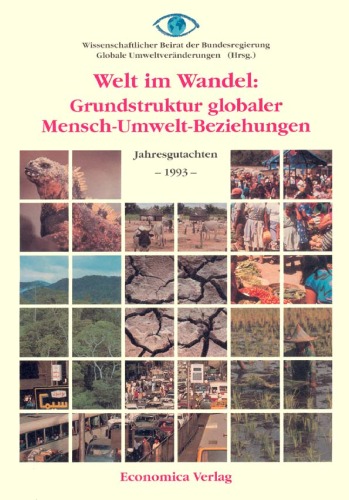 Wissenschaftlicher Beirat der Bundesregierung
Globale Umweltveränderungen (Hrsg.)
Welt im Wandel:
Grundstruktur globaler
Mensch-Umwelt-Beziehungen
Jahresgutachten
– 1993 –
Economica Verlag